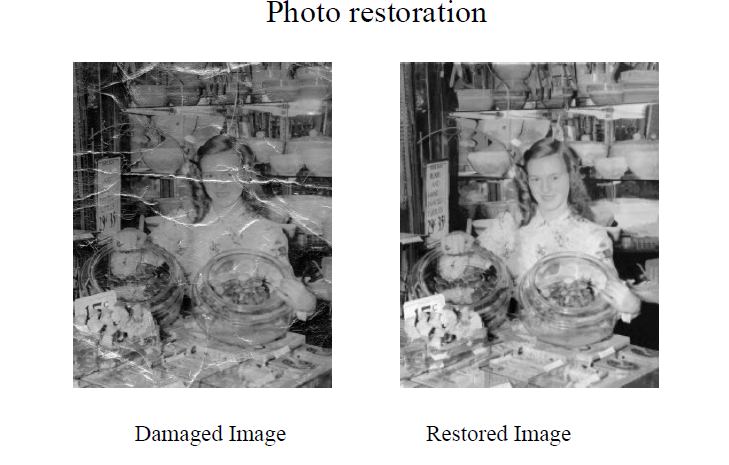 Photo restoration
Damaged Image
Restored Image